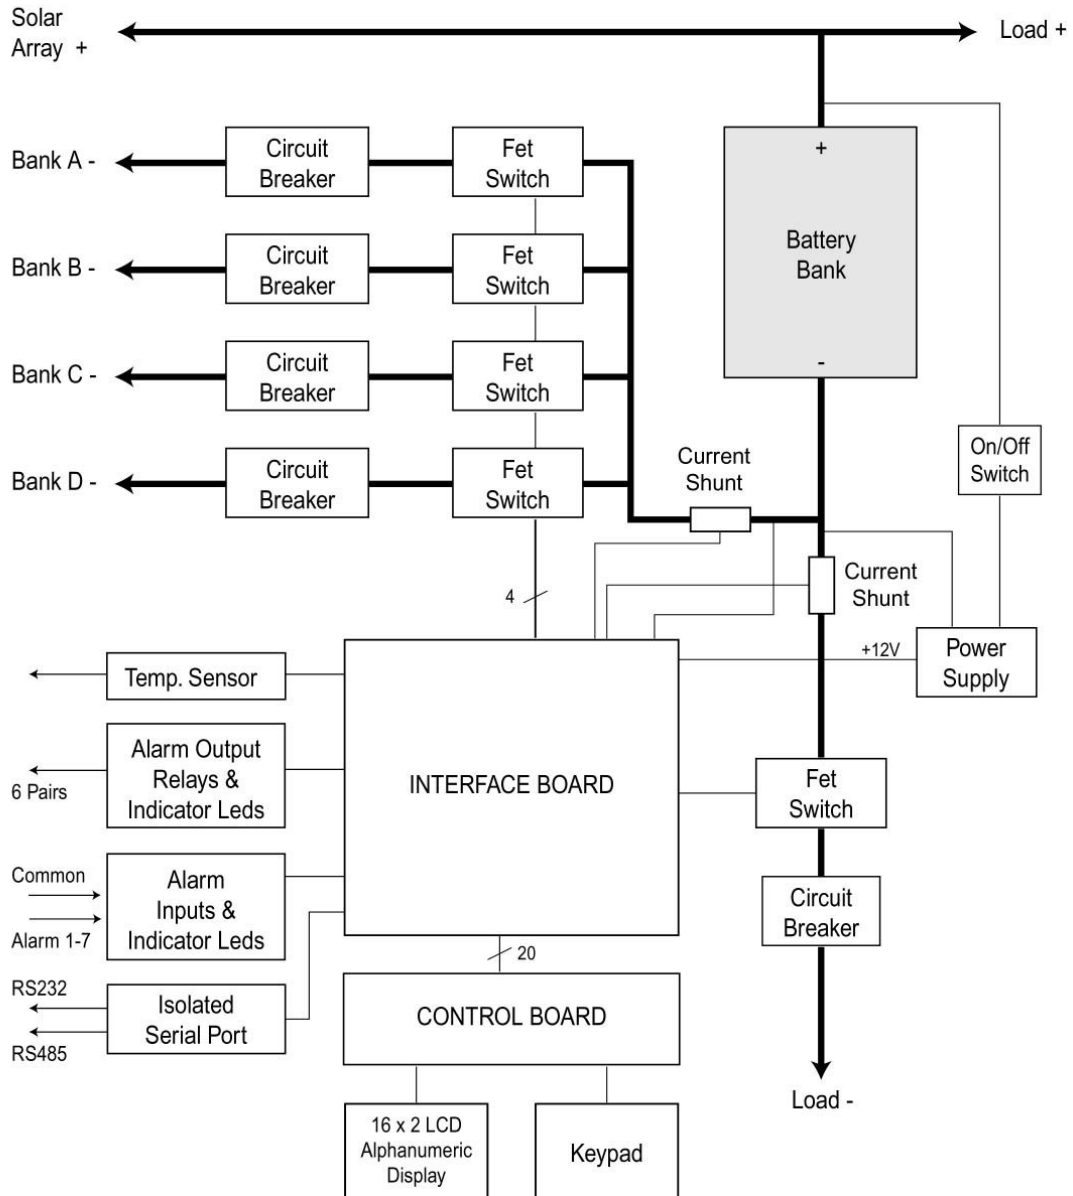 Solar
Array +
Load +
Bank A -
Circuit
Breaker
Fet
Switch
+
Battery
Bank
-
Bank B -
Circuit
Breaker
Fet
Switch
Bank C -
Circuit
Breaker
Fet
Switch
Bank D -
Circuit
Breaker
Fet
Switch
Current
Shunt
On/Off
Switch
4
Current
Shunt
+12V
Power
Supply
Temp. Sensor
Alarm Output
Relays &
Indicator Leds
6 Pairs
INTERFACE BOARD
Fet
Switch
Common
Alarm 1-7
Alarm
Inputs &
Indicator Leds
Circuit
Breaker
20
RS232
RS485
Isolated
Serial Port
CONTROL BOARD
Load -
16 x 2 LCD
Alphanumeric
Display
Keypad